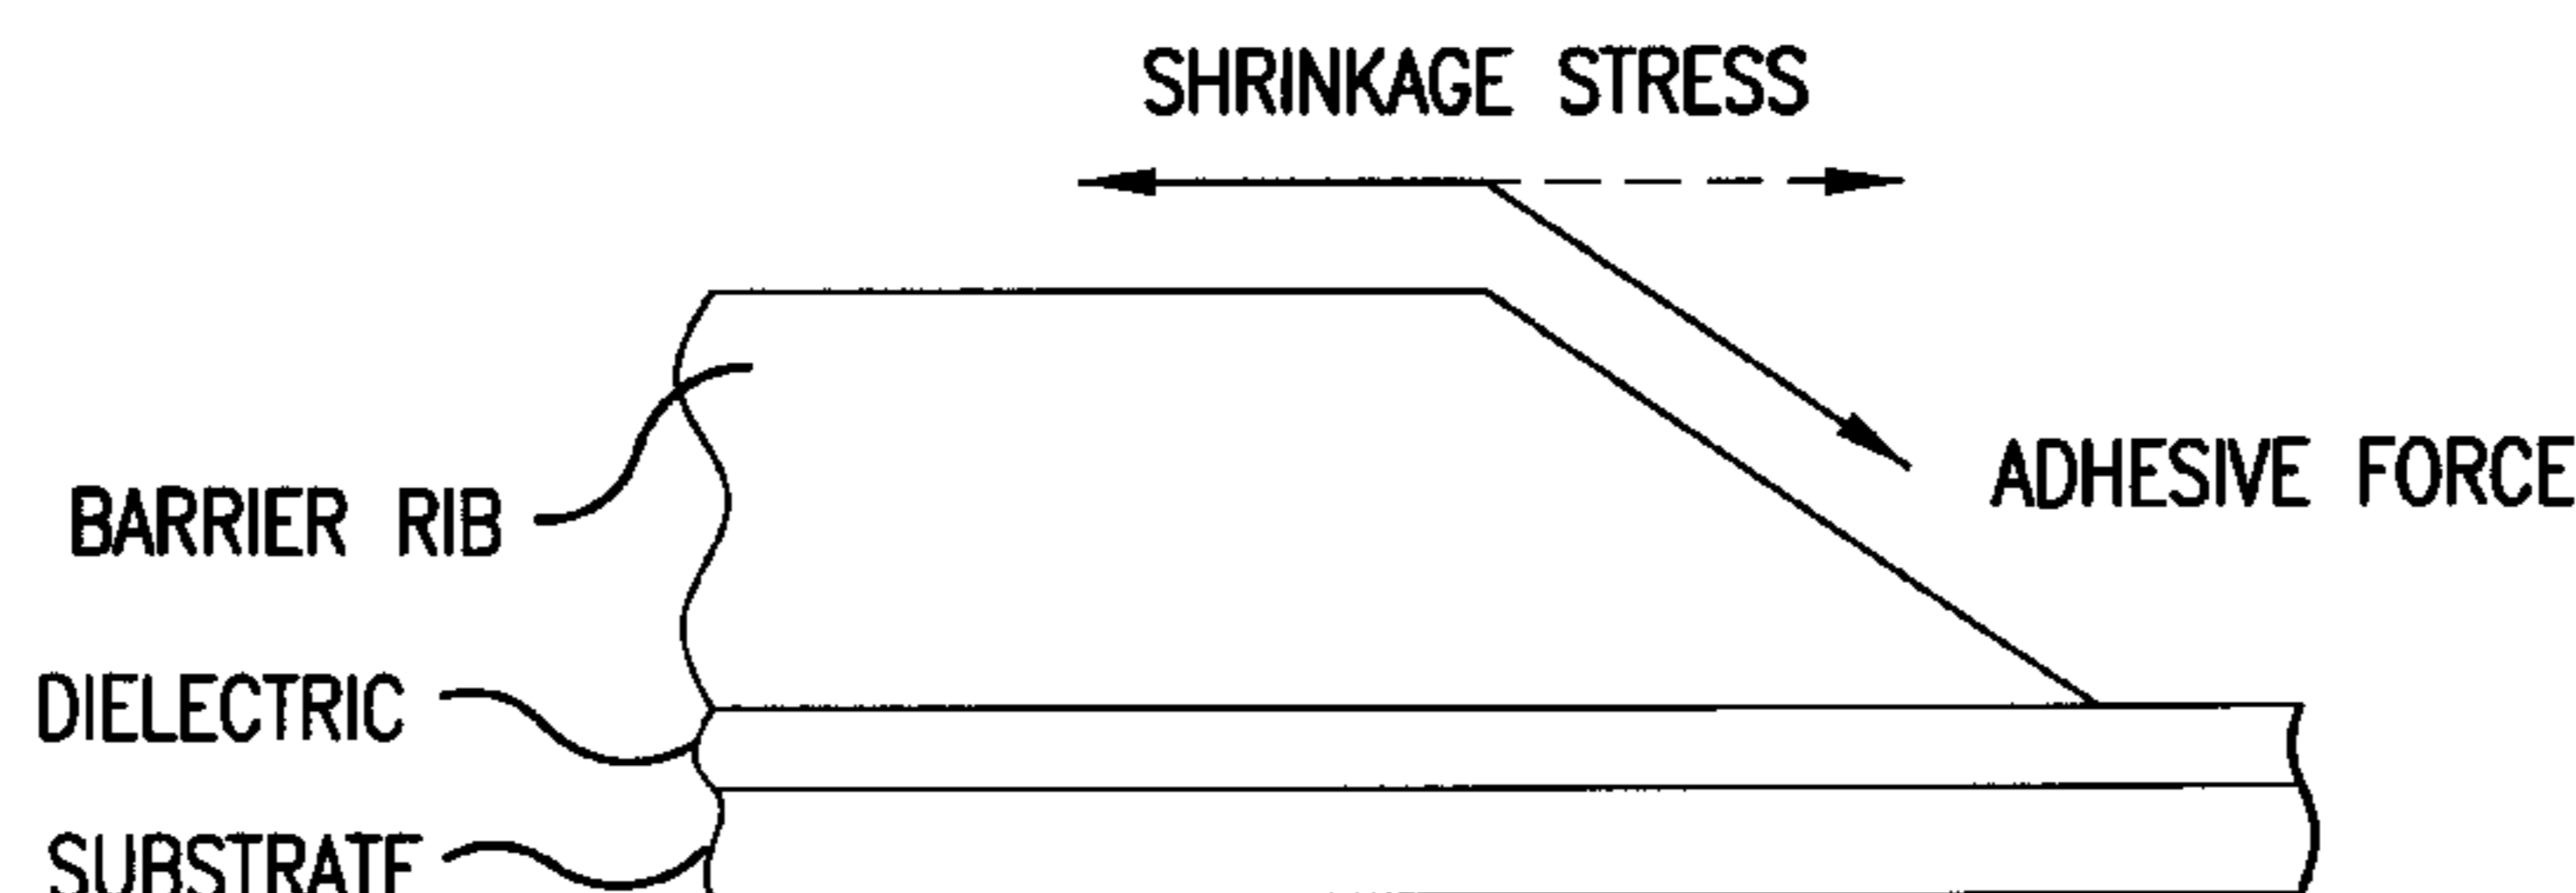 SHRINKAGE STRESS
ADHESIVE FORCE
BARRIER RIB
DIELECTRIC
SUBSTRATE